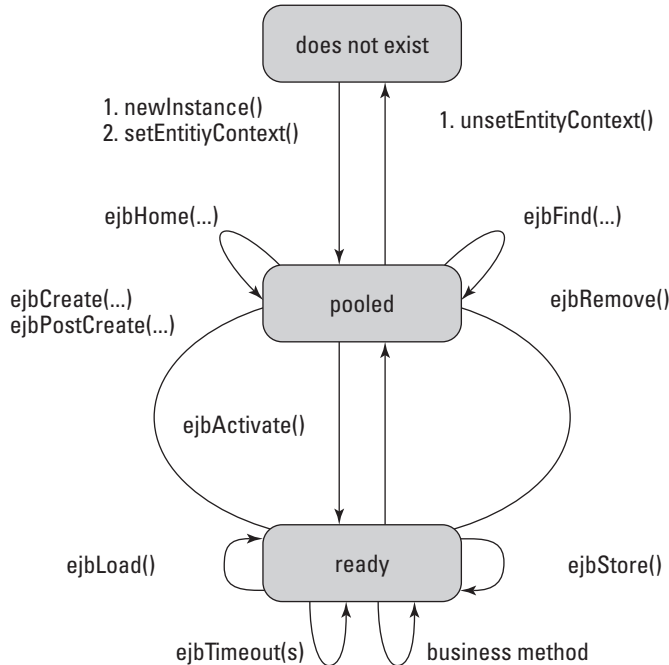 does not exist
1. newInstance()
2. setEntitiyContext()
1. unsetEntityContext()
ejbHome(...)
ejbFind(...)
ejbCreate(...)
ejbPostCreate(...)
pooled
ejbRemove()
ejbActivate()
ejbLoad()
ready
ejbStore()
ejbTimeout(s)
business method